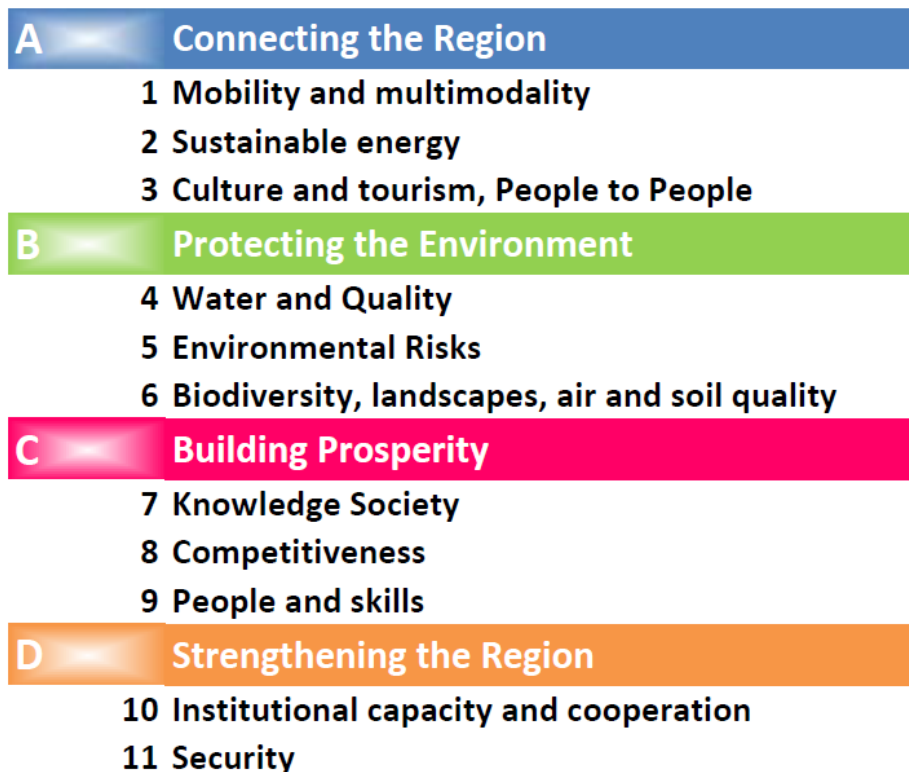 A Connecting the Region
1 Mobility and multimodality
2 Sustainable energy
3 Culture and tourism, People to People
B Protecting the Environment
4 Water and Quality
5 Environmental Risks
6 Biodiversity, landscapes, air and soil quality
C Building Prosperity
7 Knowledge Society
8 Competitiveness
9 People and skills
D Strengthening the Region
10 Institutional capacity and cooperation
11 Security